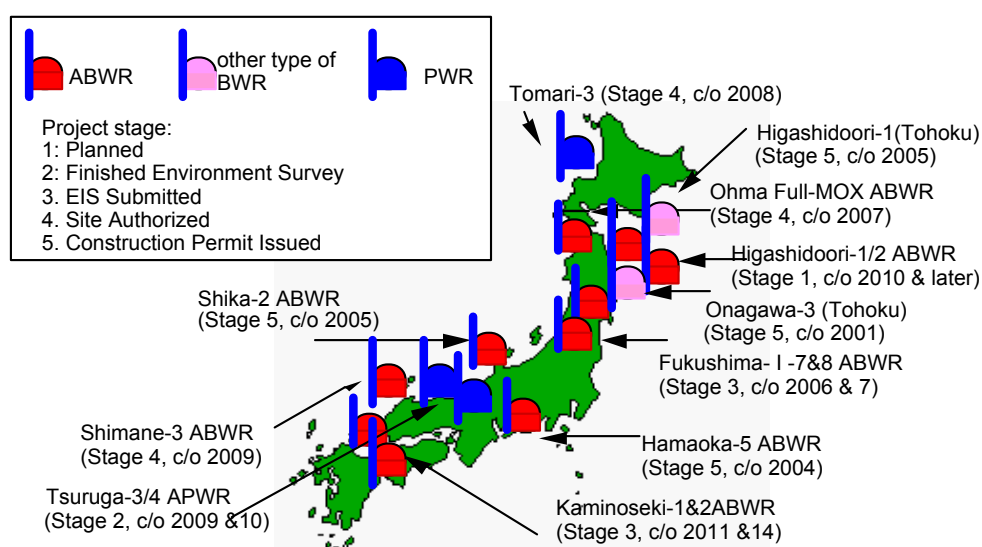 ABWR
other type of
BWR
PWR
Project stage:
1: Planned
2: Finished Environment Survey
3. EIS Submitted
4. Site Authorized
5. Construction Permit Issued
Tomari-3 (Stage 4, c/o 2008)
Higashidoori-1(Tohoku)
(Stage 5, c/o 2005)
Ohma Full-MOX ABWR
(Stage 4, c/o 2007)
Higashidoori-1/2 ABWR
(Stage 1, c/o 2010 & later)
Onagawa-3 (Tohoku)
(Stage 5, c/o 2001)
Fukushima- I -7&8 ABWR
(Stage 3, c/o 2006 & 7)
Shika-2 ABWR
(Stage 5, c/o 2005)
Hamaoka-5 ABWR
(Stage 5, c/o 2004)
Shimane-3 ABWR
(Stage 4, c/o 2009)
Tsuruga-3/4 APWR
(Stage 2, c/o 2009 &10)
Kaminoseki-1&2ABWR
(Stage 3, c/o 2011 &14)